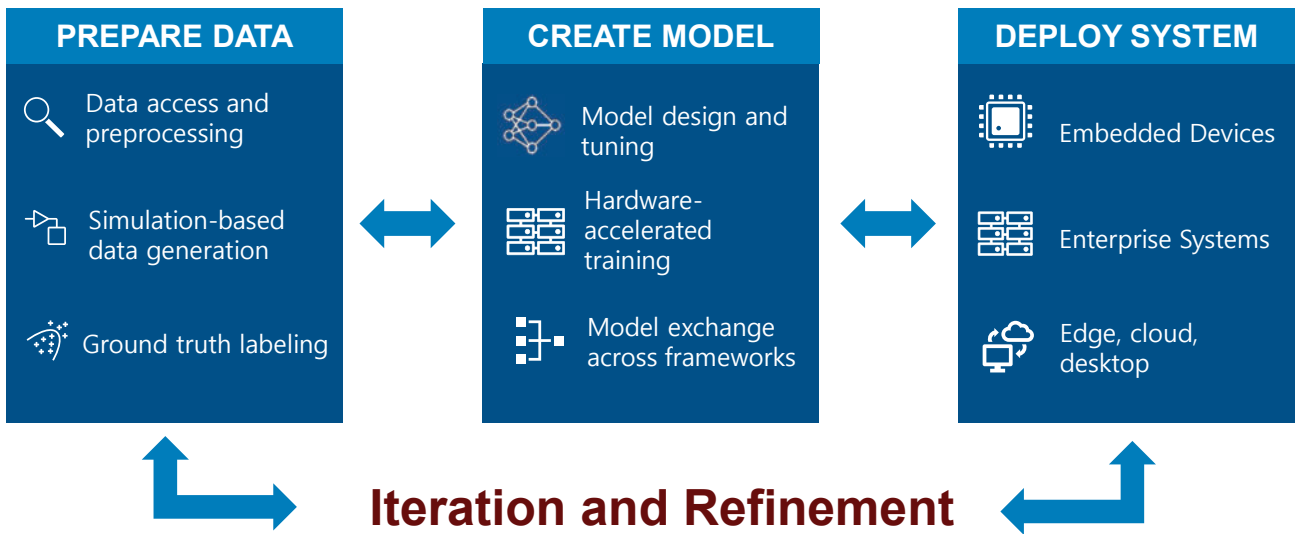 PREPARE DATA
Data access and
preprocessing
Simulation-based
data generation
Ground truth labeling
CREATE MODEL
Model design and
tuning
Hardware-
accelerated
training
Model exchange
across frameworks
DEPLOY SYSTEM
Embedded Devices
Enterprise Systems
Edge, cloud,
desktop
Iteration and Refinement